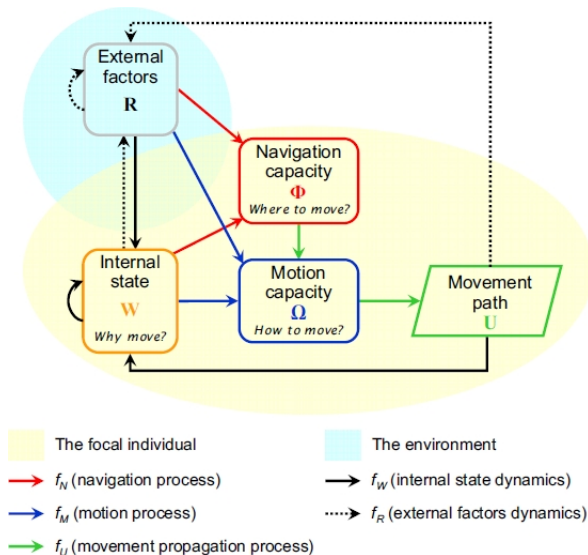 External
factors
R
Navigation
capacity
Φ
Where to move?
Internal
state
W
Why move?
Motion
capacity
Ω
How to move?
Movement
path
U
The focal individual
The environment
f_N (navigation process)
f_W (internal state dynamics)
f_M (motion process)
f_R (external factors dynamics)
f_U (movement propagation process)